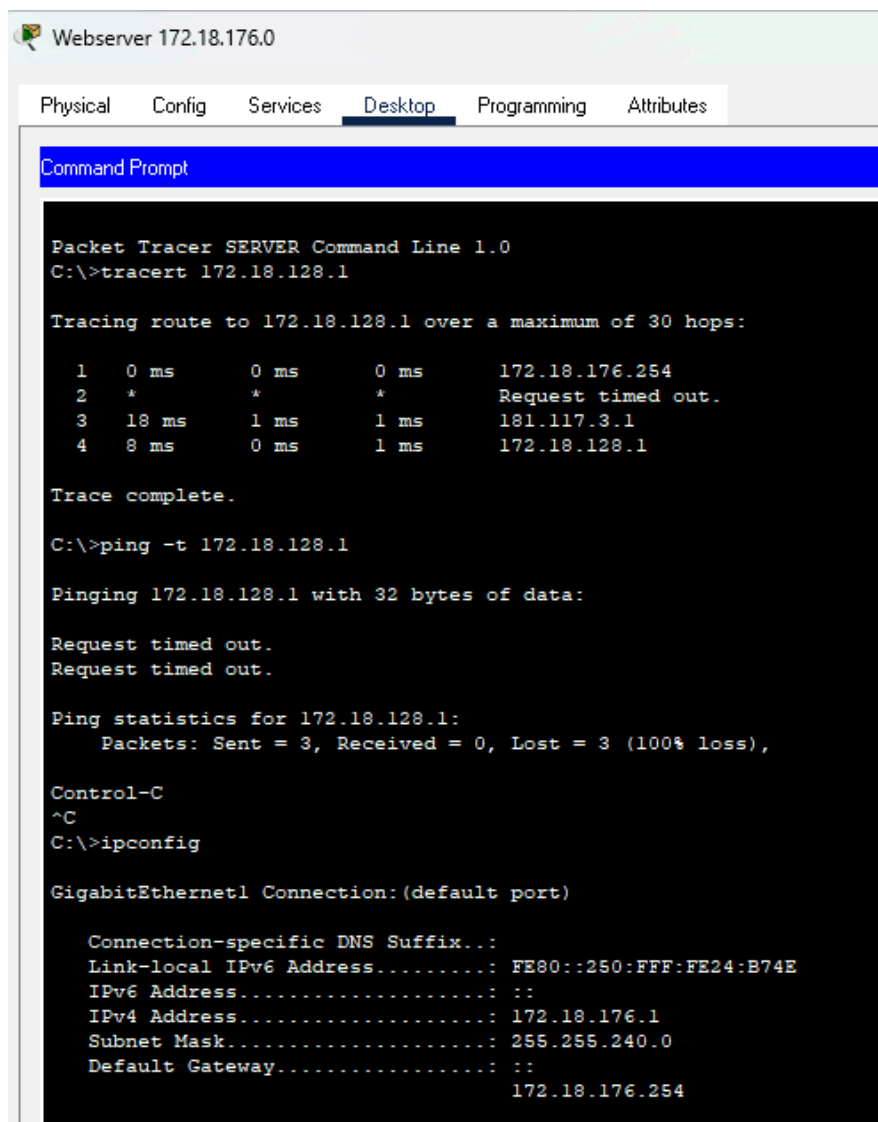 Webserver 172.18.176.0
Physical Config Services Desktop Programming Attributes
Command Prompt
Packet Tracer SERVER Command Line 1.0
C:\>tracert 172.18.128.1
Tracing route to 172.18.128.1 over a maximum of 30 hops:
1 0 ms 0 ms 0 ms 172.18.176.254
2 * * * Request timed out.
3 18 ms 1 ms 1 ms 181.117.3.1
4 8 ms 0 ms 1 ms 172.18.128.1
Trace complete.
C:\>ping -t 172.18.128.1
Pinging 172.18.128.1 with 32 bytes of data:
Request timed out.
Request timed out.
Ping statistics for 172.18.128.1:
Packets: Sent = 3, Received = 0, Lost = 3 (100% loss),
Control-C
^C
C:\>ipconfig
GigabitEthernet1 Connection:(default port)
Connection-specific DNS Suffix..:
Link-local IPv6 Address.........: FE80::250:FFF:FE24:B74E
IPv6 Address....................: ::
IPv4 Address....................: 172.18.176.1
Subnet Mask.....................: 255.255.240.0
Default Gateway.................: ::
172.18.176.254